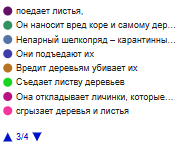 поедает листья,
Он наносит вред коре и самому дер...
Непарный шелкопряд – карантинны...
Они подъедают их
Вредит деревьям убивает их
Съедает листву деревьев
Она откладывает личинки, которые...
сгрызает деревья и листья
3/4